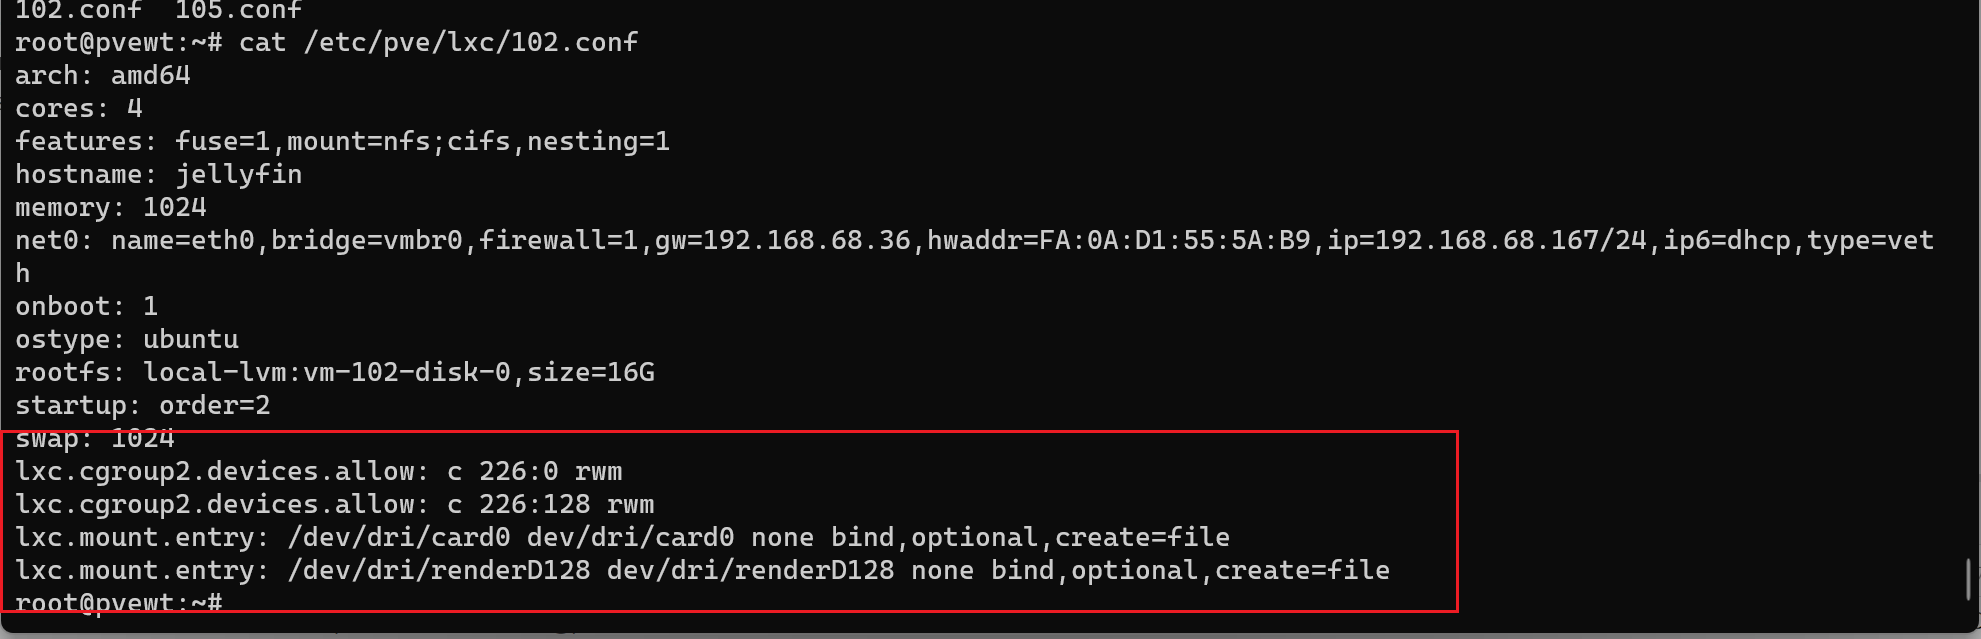 102.conf  105.conf
root@pvewt:~# cat /etc/pve/lxc/102.conf
arch: amd64
cores: 4
features: fuse=1,mount=nfs;cifs,nesting=1
hostname: jellyfin
memory: 1024
net0: name=eth0,bridge=vmbr0,firewall=1,gw=192.168.68.36,hwaddr=FA:0A:D1:55:5A:B9,ip=192.168.68.167/24,ip6=dhcp,type=vet
h
onboot: 1
ostype: ubuntu
rootfs: local-lvm:vm-102-disk-0,size=16G
startup: order=2
swap: 1024
lxc.cgroup2.devices.allow: c 226:0 rwm
lxc.cgroup2.devices.allow: c 226:128 rwm
lxc.mount.entry: /dev/dri/card0 dev/dri/card0 none bind,optional,create=file
lxc.mount.entry: /dev/dri/renderD128 dev/dri/renderD128 none bind,optional,create=file
root@pvewt:~#